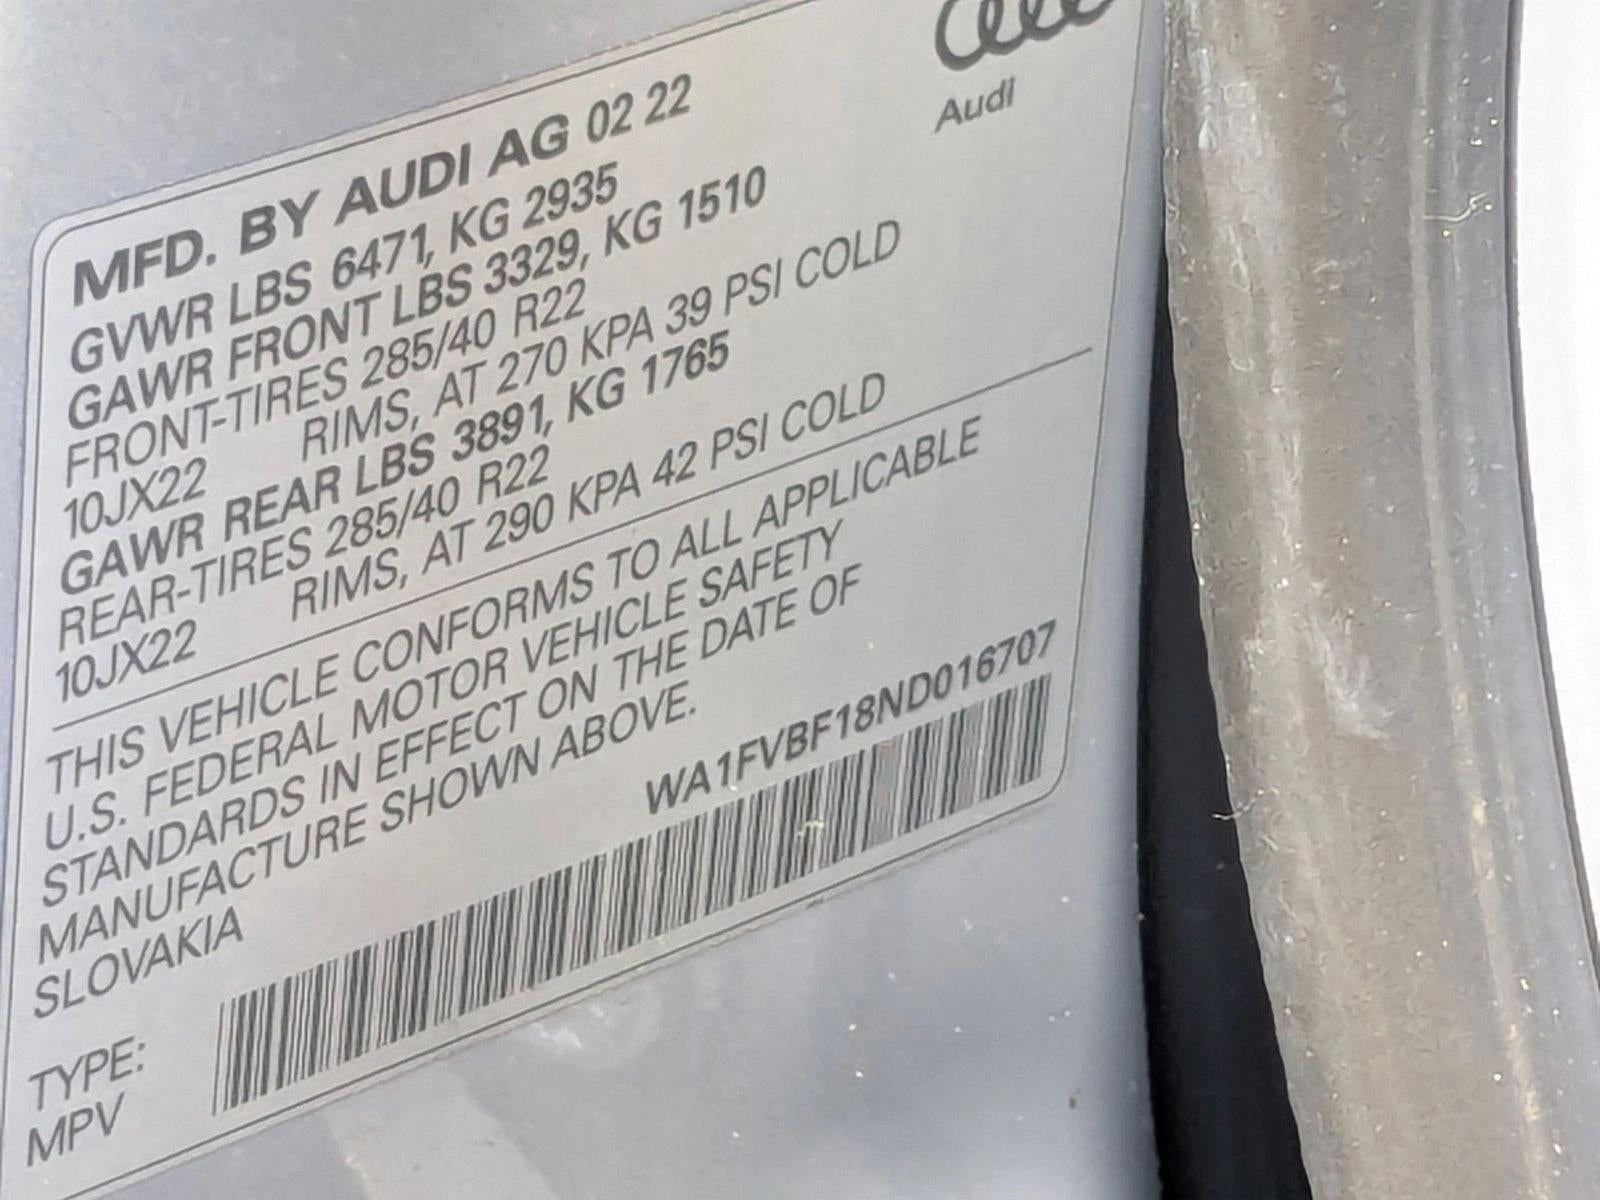 Audi
MFD. BY AUDI AG 02 22
GVWR LBS 6471, KG 2935
GAWR FRONT LBS 3329, KG 1510
FRONT-TIRES 285/40 R22
10JX22 RIMS, AT 270 KPA 39 PSI COLD
GAWR REAR LBS 3891, KG 1765
REAR-TIRES 285/40 R22
10JX22 RIMS, AT 290 KPA 42 PSI COLD
THIS VEHICLE CONFORMS TO ALL APPLICABLE
U.S. FEDERAL MOTOR VEHICLE SAFETY
STANDARDS IN EFFECT ON THE DATE OF
MANUFACTURE SHOWN ABOVE.
SLOVAKIA
WA1FVBF18ND016707
TYPE:
MPV